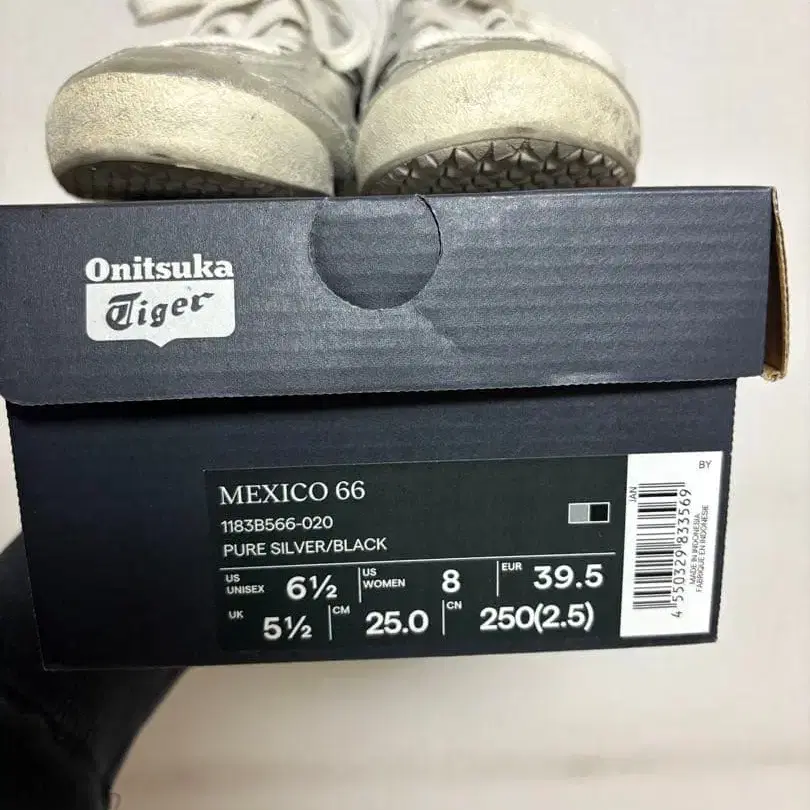 Onitsuka
Tiger
MEXICO 66
1183B566-020
PURE SILVER/BLACK
US UNISEX 6½ US WOMEN 8 EUR 39.5
UK 5½ CM 25.0 CN 250(2.5)
BY
JAN
4 550329 833569
MADE IN INDONESIA
FABRIQUE EN INDONESIE